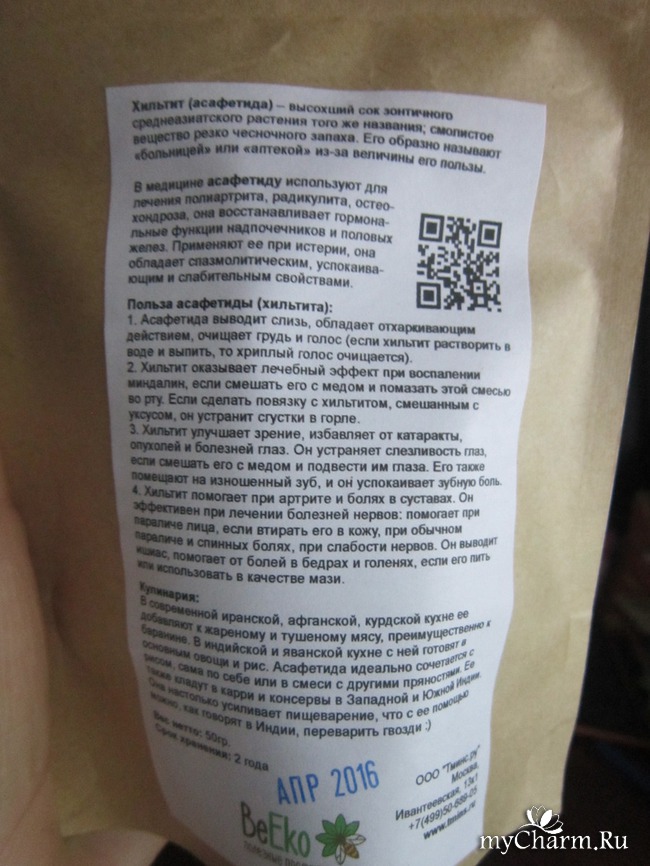 Хильтит (асафетида) – высохший сок зонтичного
среднеазиатского растения того же названия; смолистое
вещество резко чесночного запаха. Его образно называют
«больницей» или «аптекой» из-за величины его пользы.
В медицине асафетиду используют для
лечения полиартрита, радикулита, остео-
хондроза, она восстанавливает гормональ-
ные функции надпочечников и половых
желез. Применяют ее при истерии, она
обладает спазмолитическим, успокаиваю-
щим и слабительным свойствами.
Польза асафетиды (хильтита):
1. Асафетида выводит слизь, обладает отхаркивающим
действием, очищает грудь и голос (если хильтит растворить в
воде и выпить, то хриплый голос очищается).
2. Хильтит оказывает лечебный эффект при воспалении
миндалин, если смешать его с медом и помазать этой смесью
во рту. Если сделать повязку с хильтитом, смешанным с
уксусом, он устранит сгустки в горле.
3. Хильтит улучшает зрение, избавляет от катаракты,
опухолей и болезней глаз. Он устраняет слезливость глаз,
если смешать его с медом и подвести им глаза. Его также
помещают на изношенный зуб, и он успокаивает зубную боль.
4. Хильтит помогает при артрите и болях в суставах. Он
эффективен при лечении болезней нервов: помогает при
параличе лица, если втирать его в кожу, при обычном
параличе и спинных болях, при слабости нервов. Он выводит
ишиас, помогает от болей в бедрах и голенях, если его пить
или использовать в качестве мази.
Кулинария:
В современной иранской, афганской, курдской кухне ее
добавляют к жареному и тушеному мясу, преимущественно к
баранине. В индийской и яванской кухне с ней готовят в
основным овощи и рис. Асафетида идеально сочетается с
рисом, сама по себе или в смеси с другими пряностями. Ее
также кладут в карри и консервы в Западной и Южной Индии.
Она настолько усиливает пищеварение, что с ее помощью
можно, как говорят в Индии, переварить гвозди :)
Вес нетто: 50гр.
Срок хранения: 2 года
АПР 2016
ООО "Тминс.ру"
Москва,
Ивантеевская, 13к1
+7(499)50-689-05
www.tmins.ru
BeEko
myCharm.Ru